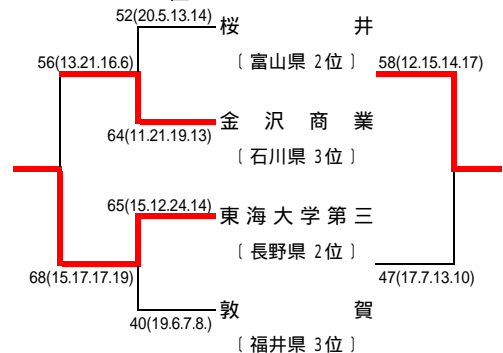 52(20.5.13.14)
桜井
〔富山県 2位〕
56(13.21.16.6)
58(12.15.14.17)
金沢商業
64(11.21.19.13)
〔石川県 3位〕
65(15.12.24.14)
東海大学第三
〔長野県 2位〕
68(15.17.17.19)
47(17.7.13.10)
敦賀
40(19.6.7.8.)
〔福井県 3位〕